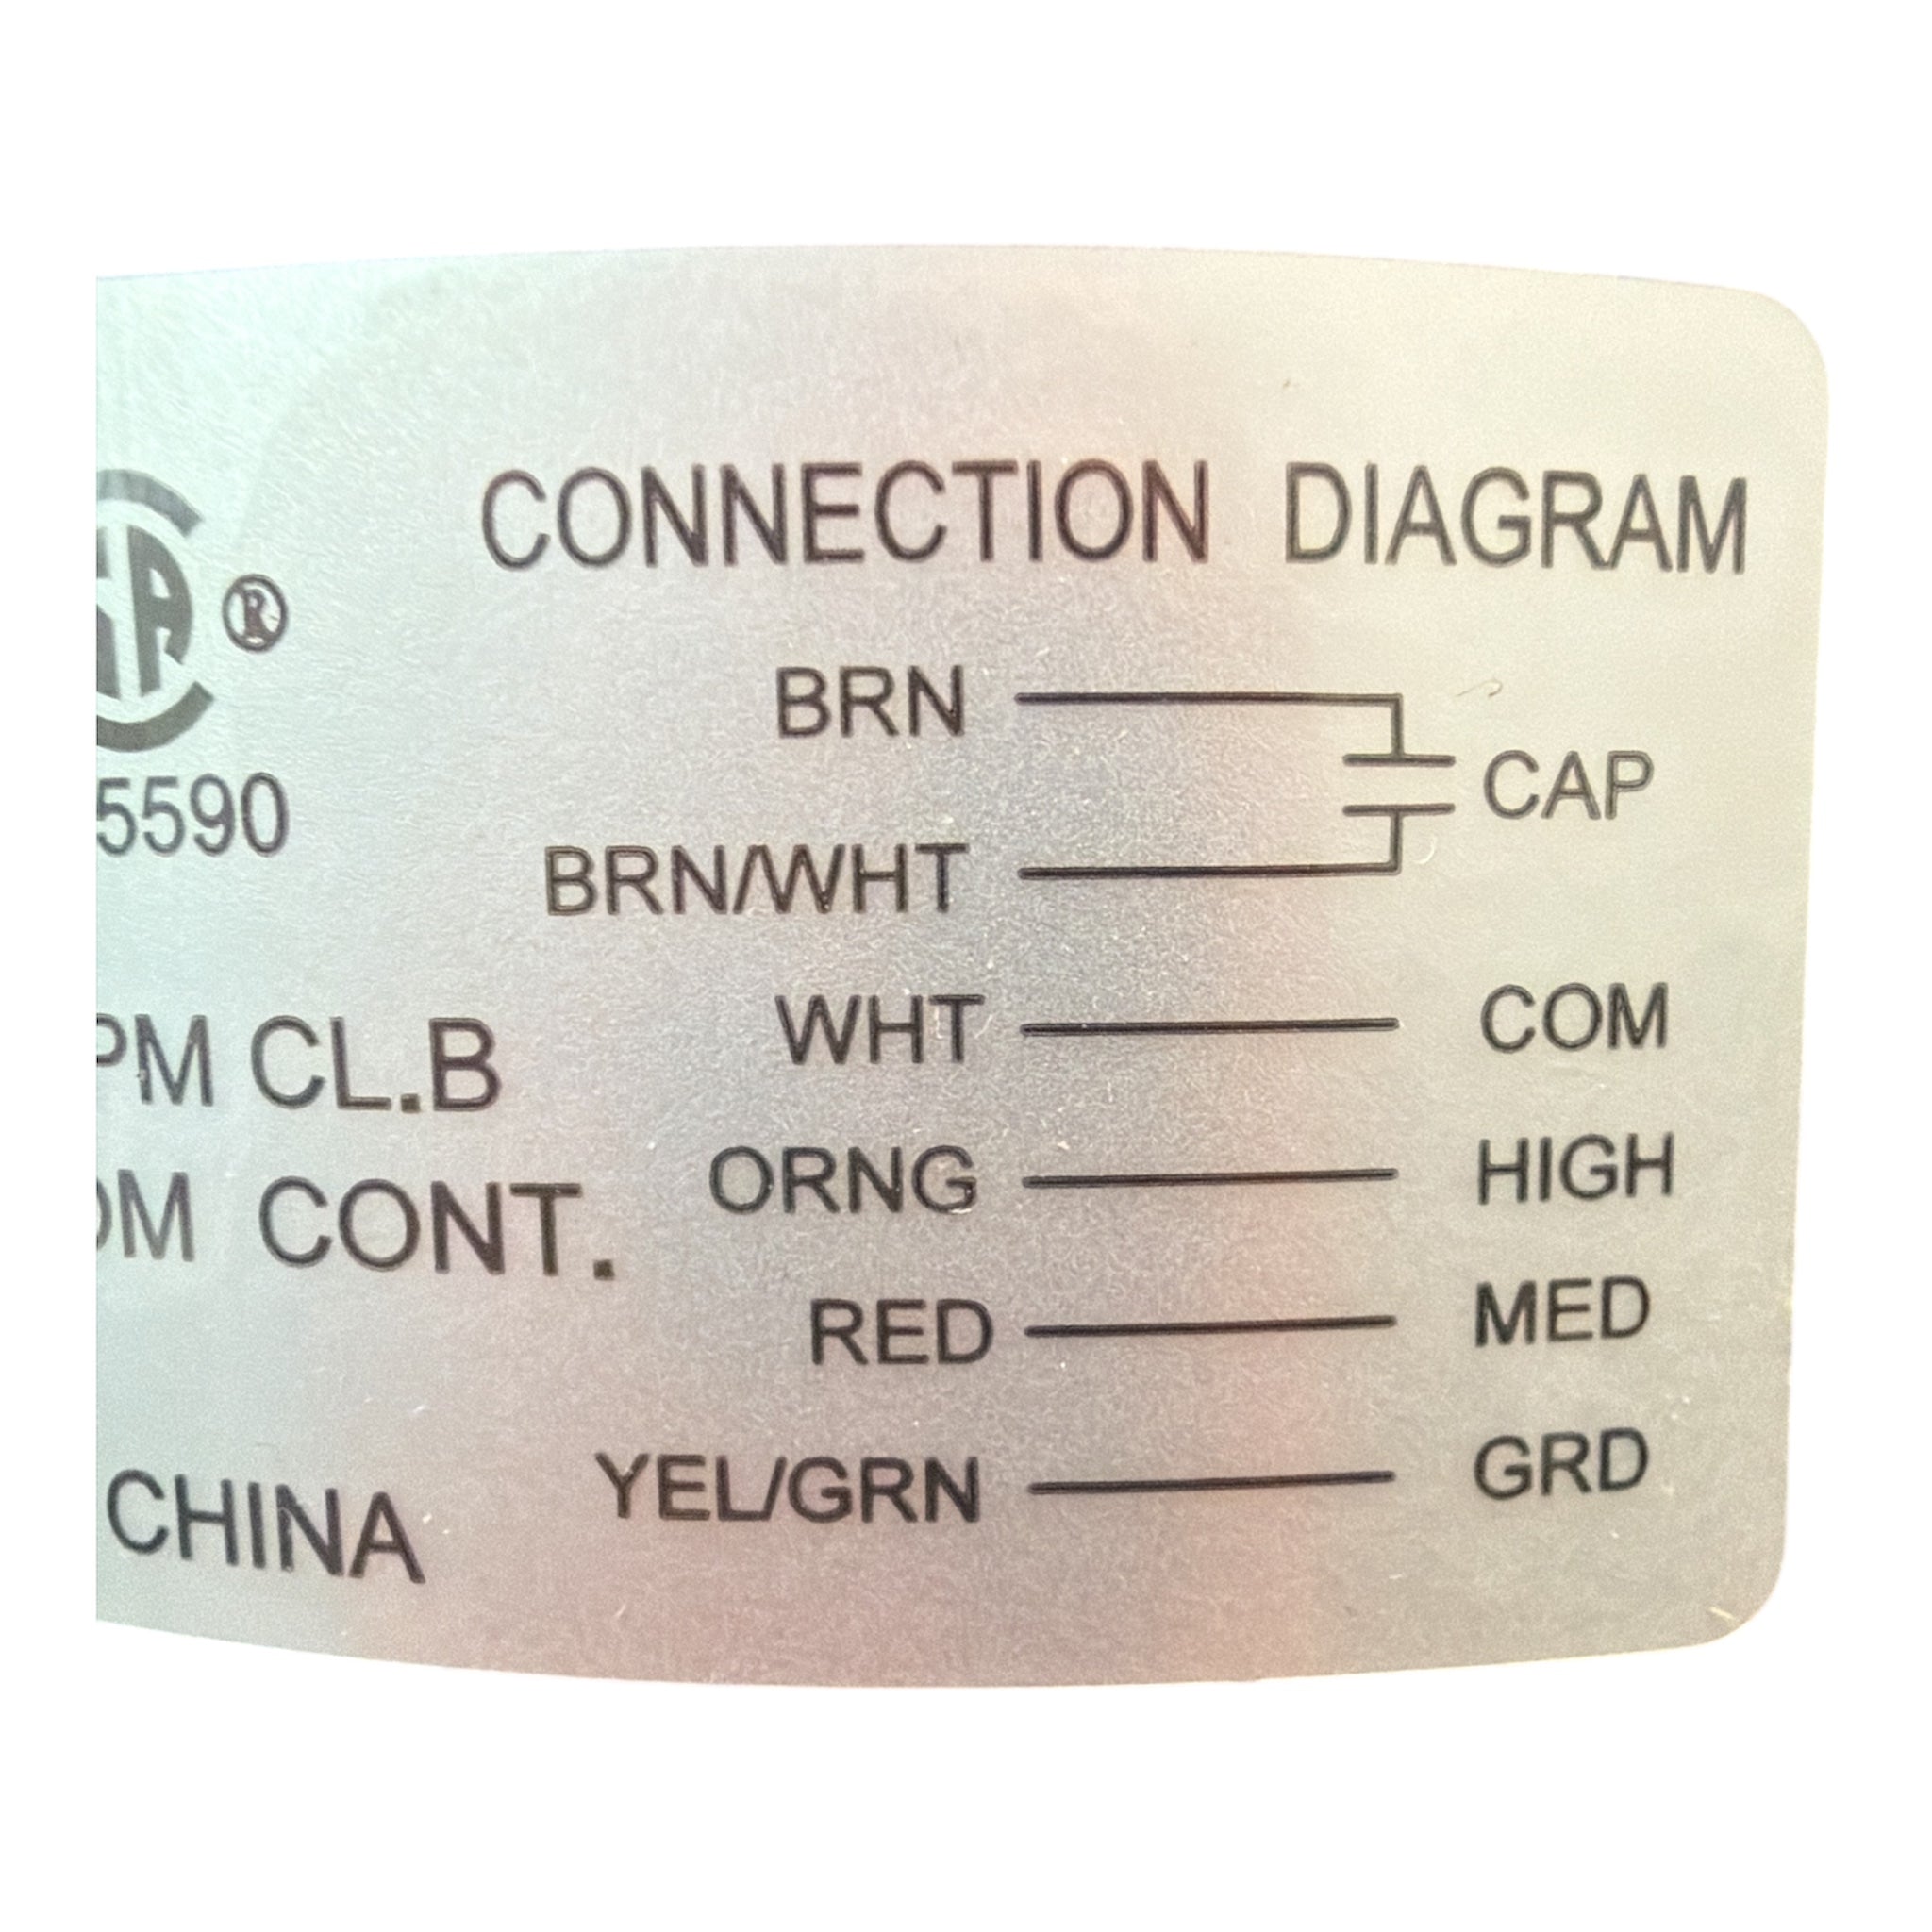 CONNECTION DIAGRAM
®
BRN
CAP
5590
BRN/WHT
WHT COM
PM CL.B
ORNG HIGH
CONT.
RED MED
YEL/GRN GRD
CHINA